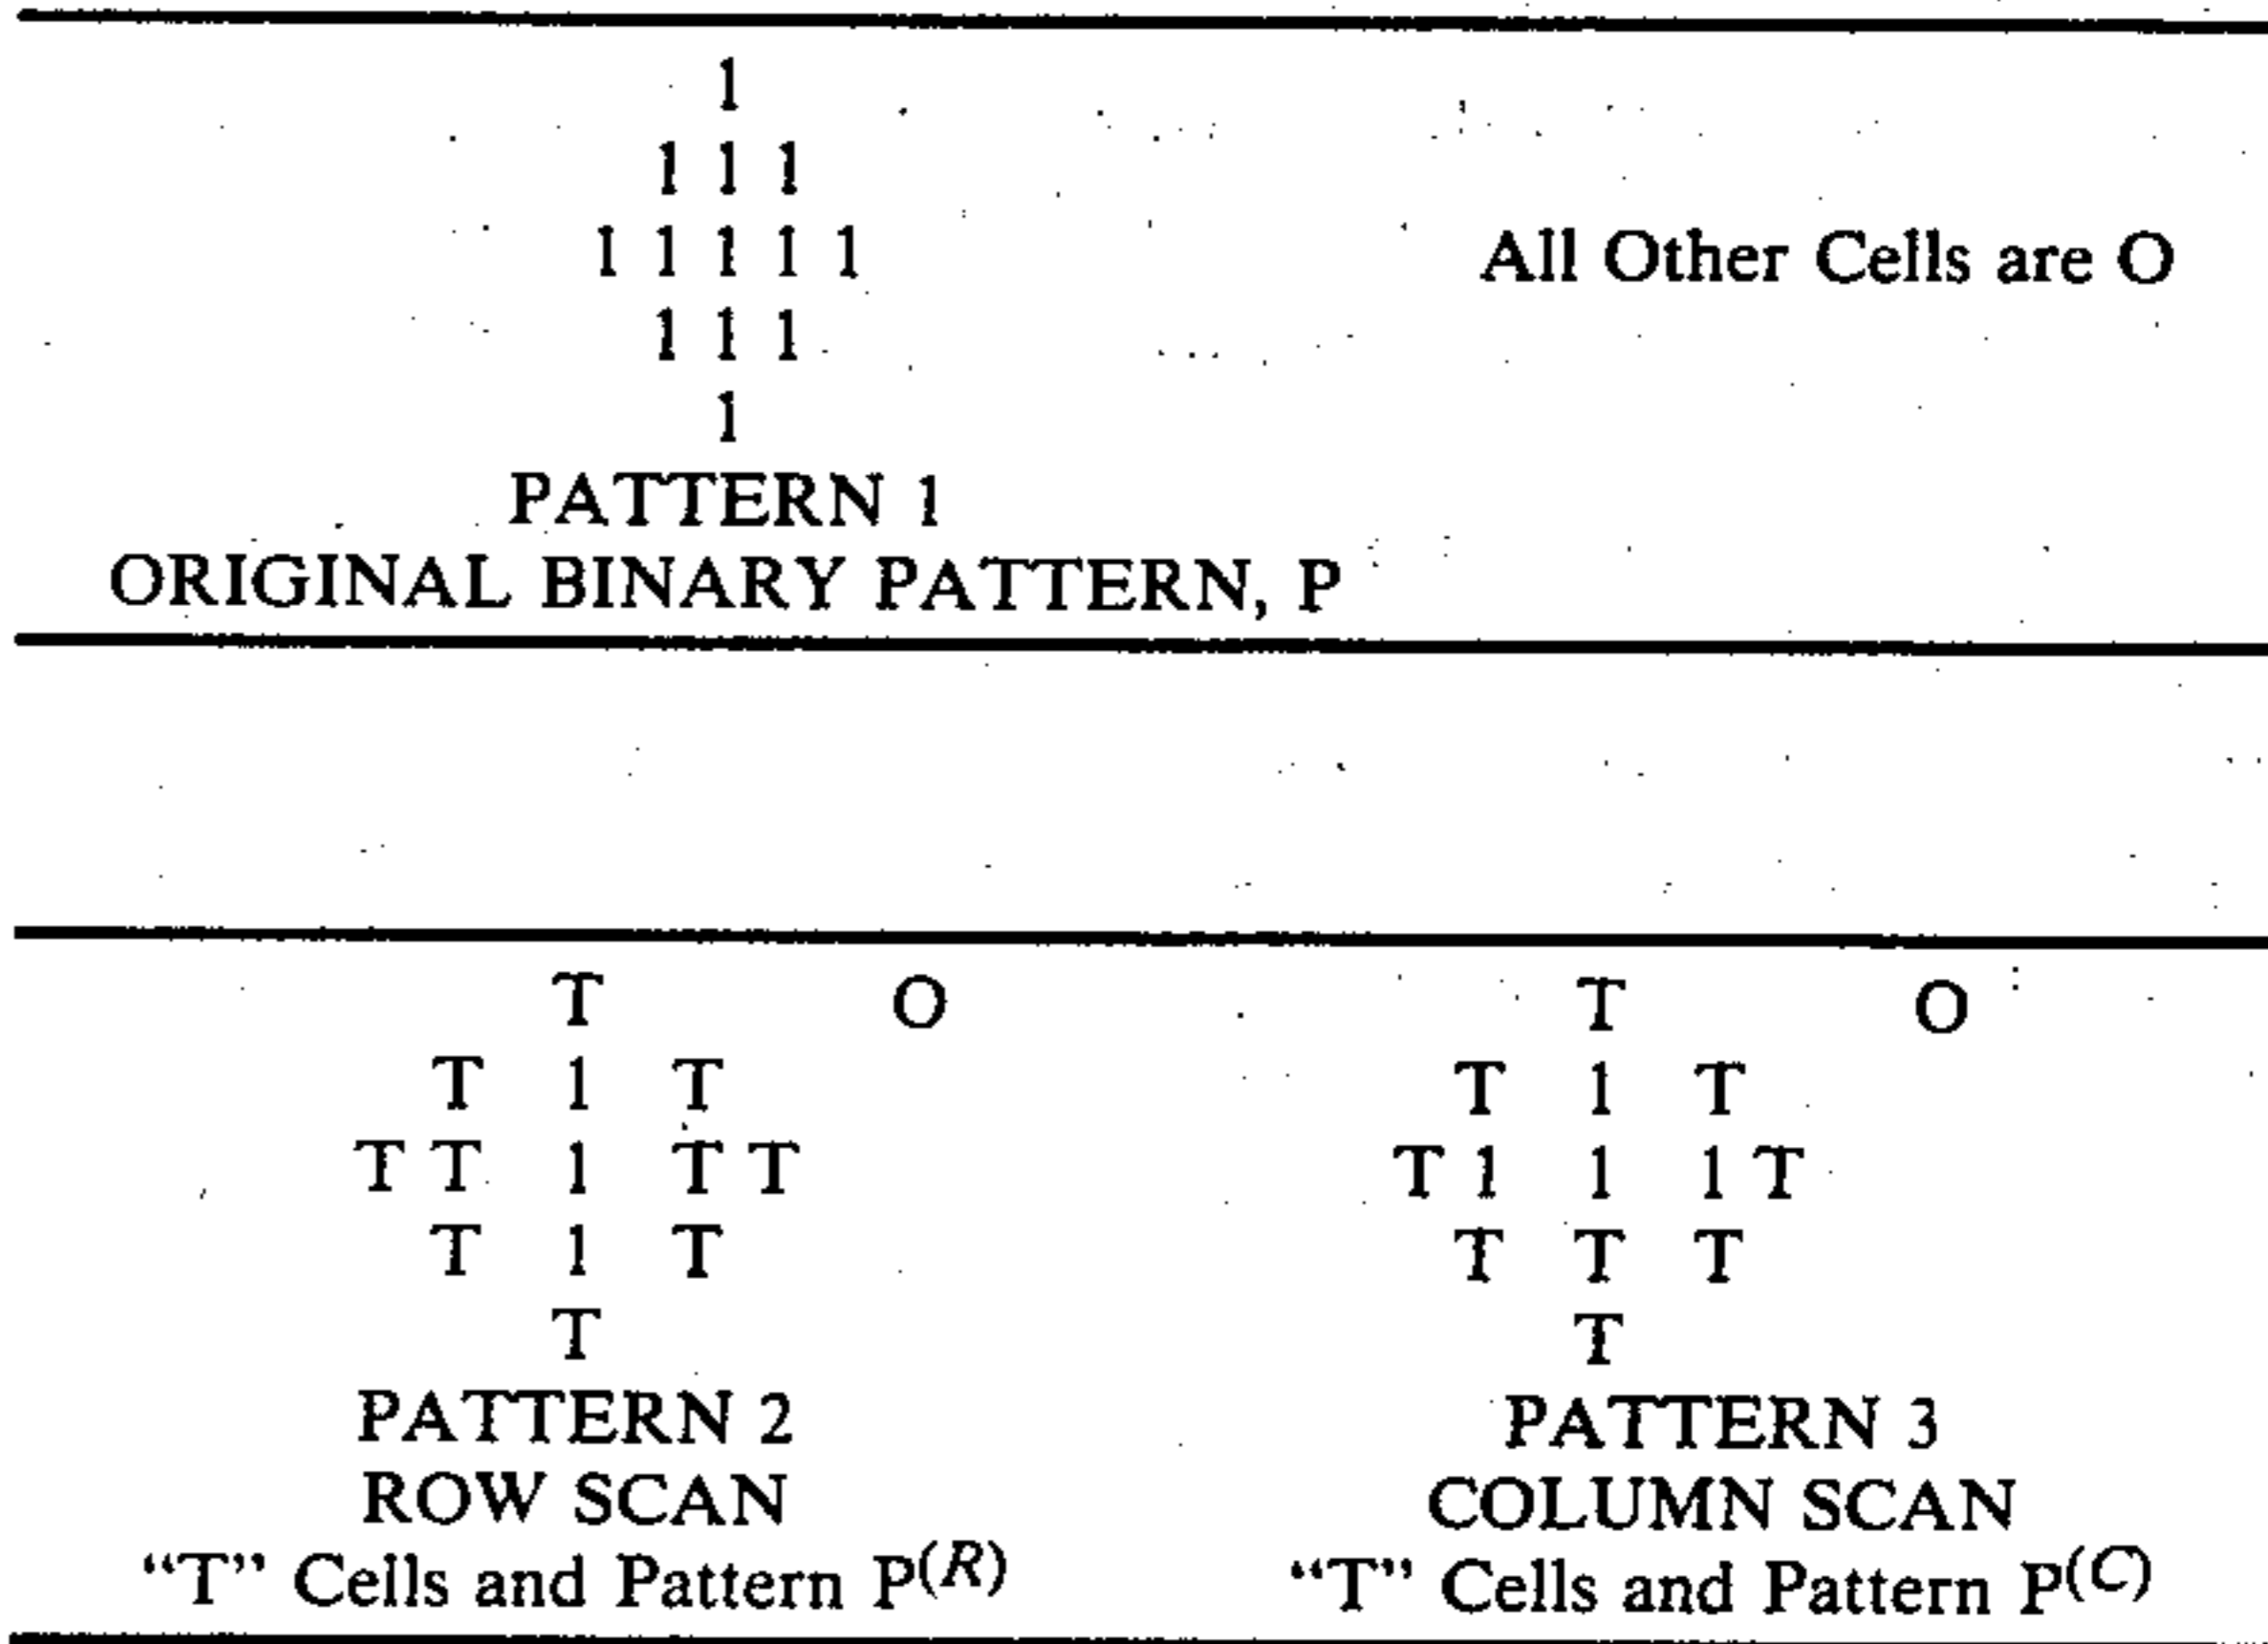 1
1 1 1
1 1 1 1 1 All Other Cells are O
1 1 1
1
PATTERN 1
ORIGINAL BINARY PATTERN, P
T O
T 1 T
T T 1 T T
T 1 T
T
PATTERN 2
ROW SCAN
“T” Cells and Pattern P(R)
T O
T 1 T
T 1 1 1 T
T T T
T
PATTERN 3
COLUMN SCAN
“T” Cells and Pattern P(C)